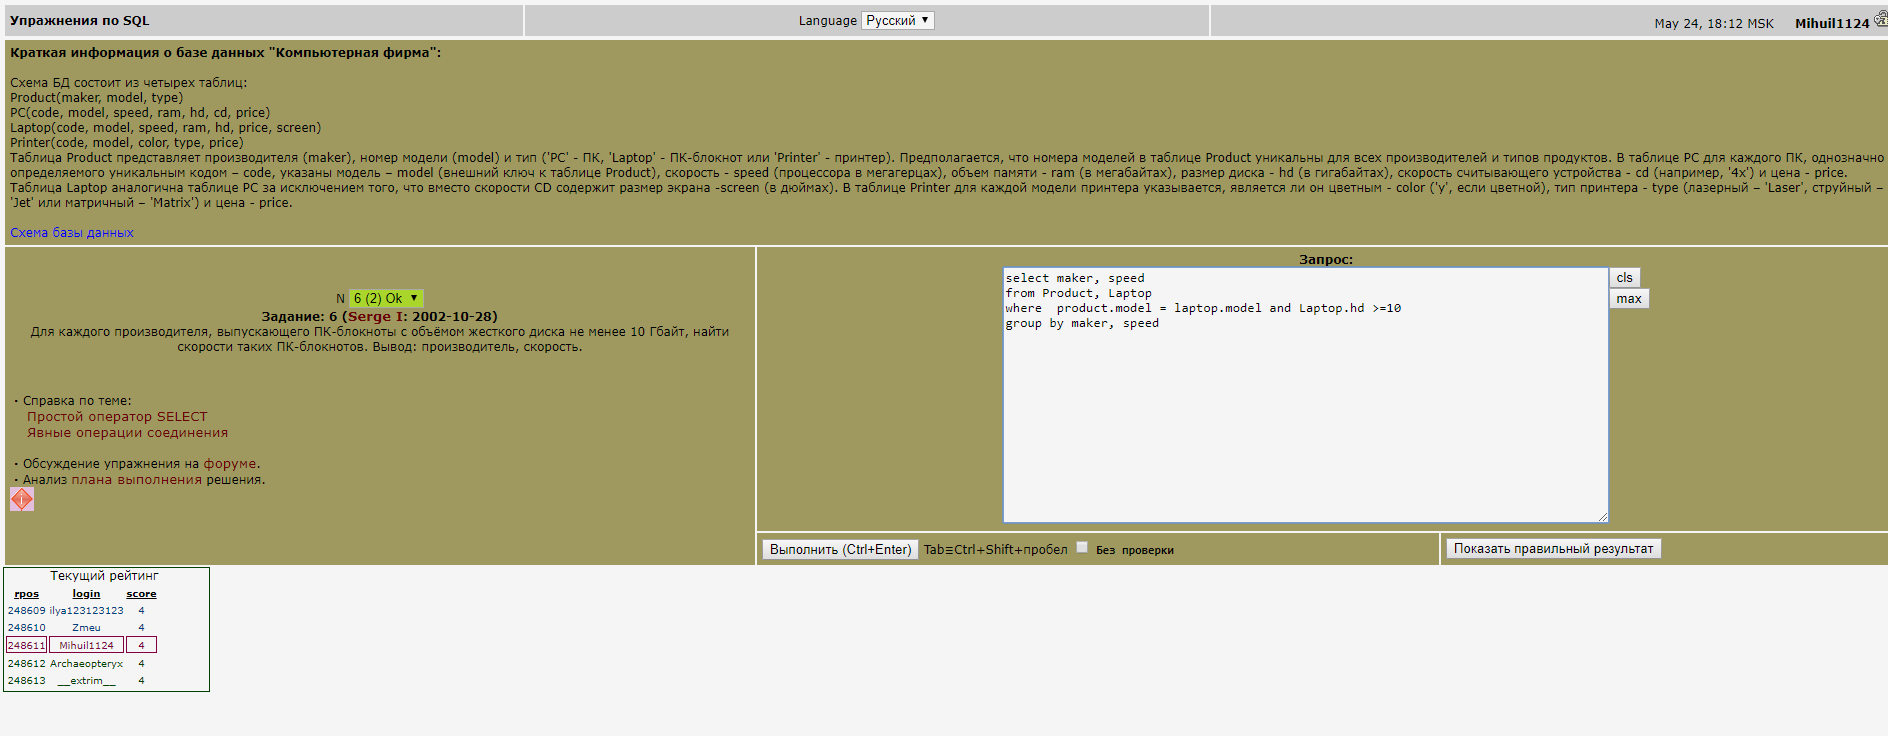 Упражнения по SQL
Language Русский
May 24, 18:12 MSK Mihuil1124
Краткая информация о базе данных "Компьютерная фирма":
Схема БД состоит из четырех таблиц:
Product(maker, model, type)
PC(code, model, speed, ram, hd, cd, price)
Laptop(code, model, speed, ram, hd, price, screen)
Printer(code, model, color, type, price)
Таблица Product представляет производителя (maker), номер модели (model) и тип ('PC' - ПК, 'Laptop' - ПК-блокнот или 'Printer' - принтер). Предполагается, что номера моделей в таблице Product уникальны для всех производителей и типов продуктов. В таблице PC для каждого ПК, однозначно
определяемого уникальным кодом – code, указаны модель – model (внешний ключ к таблице Product), скорость - speed (процессора в мегагерцах), объем памяти - ram (в мегабайтах), размер диска - hd (в гигабайтах), скорость считывающего устройства - cd (например, '4x') и цена - price.
Таблица Laptop аналогична таблице РС за исключением того, что вместо скорости CD содержит размер экрана -screen (в дюймах). В таблице Printer для каждой модели принтера указывается, является ли он цветным - color ('y', если цветной), тип принтера - type (лазерный – 'Laser', струйный –
'Jet' или матричный – 'Matrix') и цена - price.
Схема базы данных
N 6 (2) Ok
Задание: 6 (Serge I: 2002-10-28)
Для каждого производителя, выпускающего ПК-блокноты c объёмом жесткого диска не менее 10 Гбайт, найти
скорости таких ПК-блокнотов. Вывод: производитель, скорость.
· Справка по теме:
Простой оператор SELECT
Явные операции соединения
· Обсуждение упражнения на форуме.
· Анализ плана выполнения решения.
Запрос:
select maker, speed
from Product, Laptop
where  product.model = laptop.model and Laptop.hd >=10
group by maker, speed
cls
max
Выполнить (Ctrl+Enter) Tab≡Ctrl+Shift+пробел Без проверки
Показать правильный результат
Текущий рейтинг
rpos login score
248609 ilya123123123 4
248610 Zmeu 4
248611 Mihuil1124 4
248612 Archaeopteryx 4
248613 __extrim__ 4